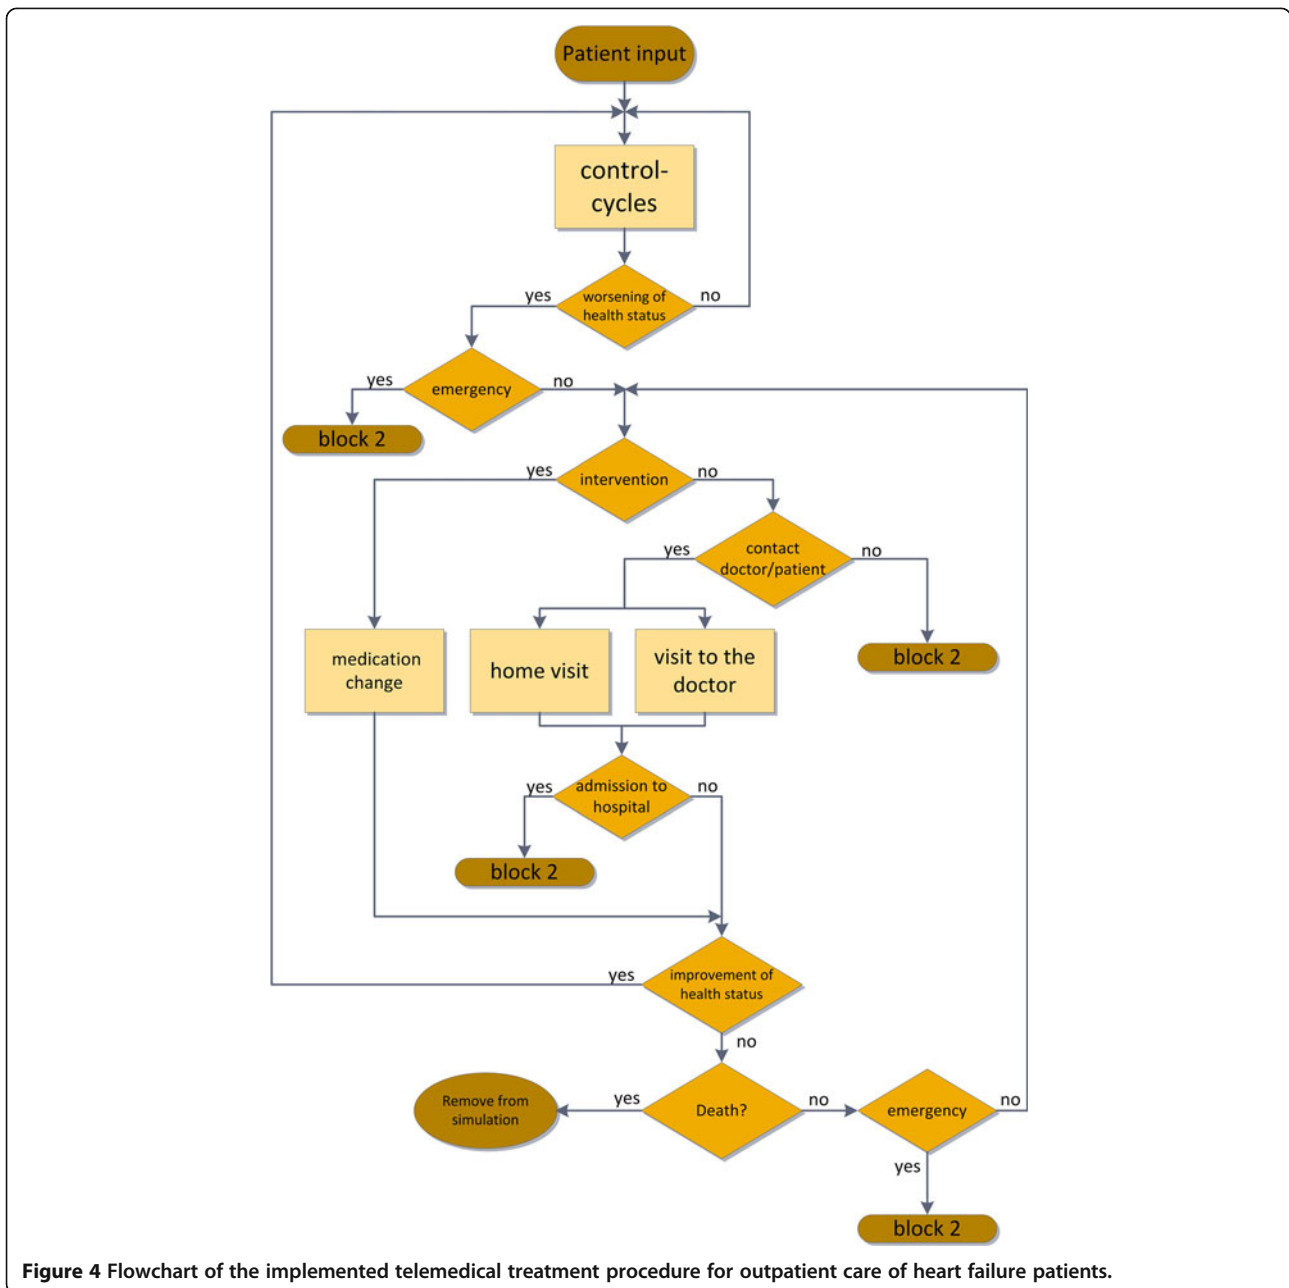 Patient input
control-
cycles
worsening of
health status
yes
no
emergency
yes
no
block 2
intervention
yes
no
contact
doctor/patient
yes
no
block 2
medication
change
home visit
visit to the
doctor
admission to
hospital
yes
no
block 2
improvement of
health status
yes
no
Death?
yes
no
Remove from
simulation
emergency
no
yes
block 2
Figure 4 Flowchart of the implemented telemedical treatment procedure for outpatient care of heart failure patients.